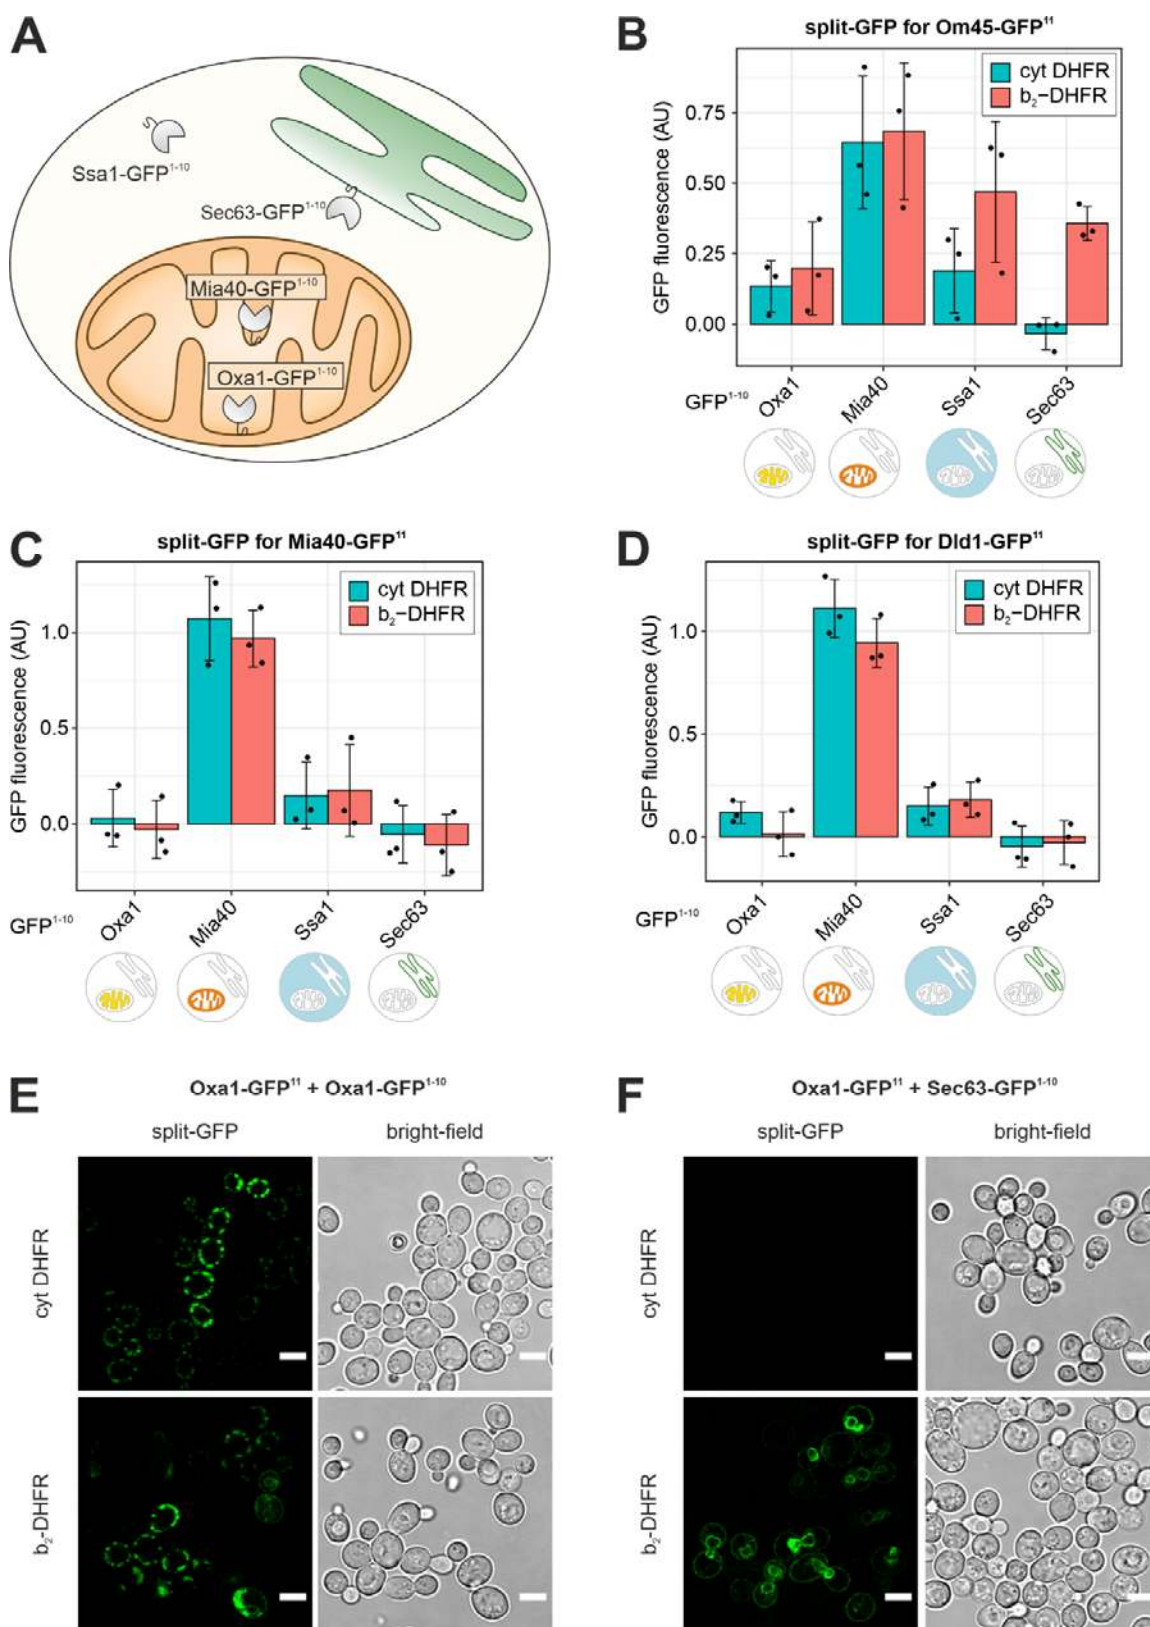 A
Ssa1-GFP¹⁻¹⁰
Sec63-GFP¹⁻¹⁰
Mia40-GFP¹⁻¹⁰
Oxa1-GFP¹⁻¹⁰
B
split-GFP for Om45-GFP¹¹
cyt DHFR
b₂−DHFR
GFP fluorescence (AU)
0.75
0.50
0.25
0.00
GFP¹⁻¹⁰
Oxa1
Mia40
Ssa1
Sec63
C
split-GFP for Mia40-GFP¹¹
cyt DHFR
b₂−DHFR
GFP fluorescence (AU)
1.0
0.5
0.0
GFP¹⁻¹⁰
Oxa1
Mia40
Ssa1
Sec63
D
split-GFP for Dld1-GFP¹¹
cyt DHFR
b₂−DHFR
GFP fluorescence (AU)
1.0
0.5
0.0
GFP¹⁻¹⁰
Oxa1
Mia40
Ssa1
Sec63
E
Oxa1-GFP¹¹ + Oxa1-GFP¹⁻¹⁰
split-GFP
bright-field
cyt DHFR
b₂-DHFR
F
Oxa1-GFP¹¹ + Sec63-GFP¹⁻¹⁰
split-GFP
bright-field
cyt DHFR
b₂-DHFR